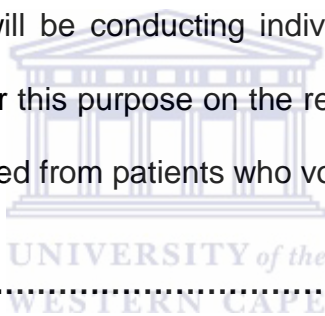 will be conducting indiv
r this purpose on the re
ed from patients who vo
UNIVERSITY of the
..............................
WESTERN CAPE